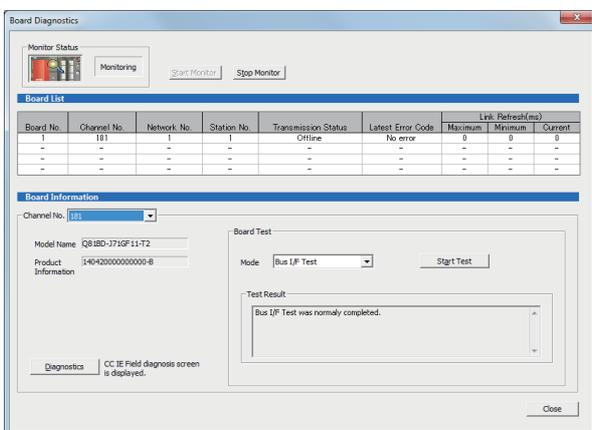 Board Diagnostics
Monitor Status
Monitoring
Start Monitor
Stop Monitor
Board List
Link Refresh(ms)
Board No. Channel No. Network No. Station No. Transmission Status Latest Error Code Maximum Minimum Current
1 181 1 1 Offline No error 0 0 0
- - - - - - - - -
- - - - - - - - -
- - - - - - - - -
Board Information
Channel No. 181
Board Test
Model Name Q81BD-J71GF11-T2
Product Information 140420000000000-B
Mode Bus I/F Test Start Test
Test Result
Bus I/F Test was normaly completed.
Diagnostics
CC IE Field diagnosis screen
is displayed.
Close